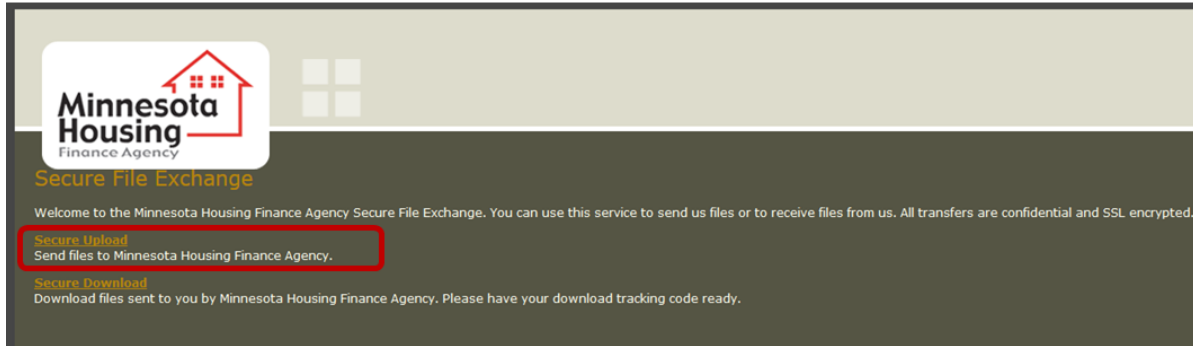 Minnesota
Housing
Finance Agency
Secure File Exchange
Welcome to the Minnesota Housing Finance Agency Secure File Exchange. You can use this service to send us files or to receive files from us. All transfers are confidential and SSL encrypted.
Secure Upload
Send files to Minnesota Housing Finance Agency.
Secure Download
Download files sent to you by Minnesota Housing Finance Agency. Please have your download tracking code ready.